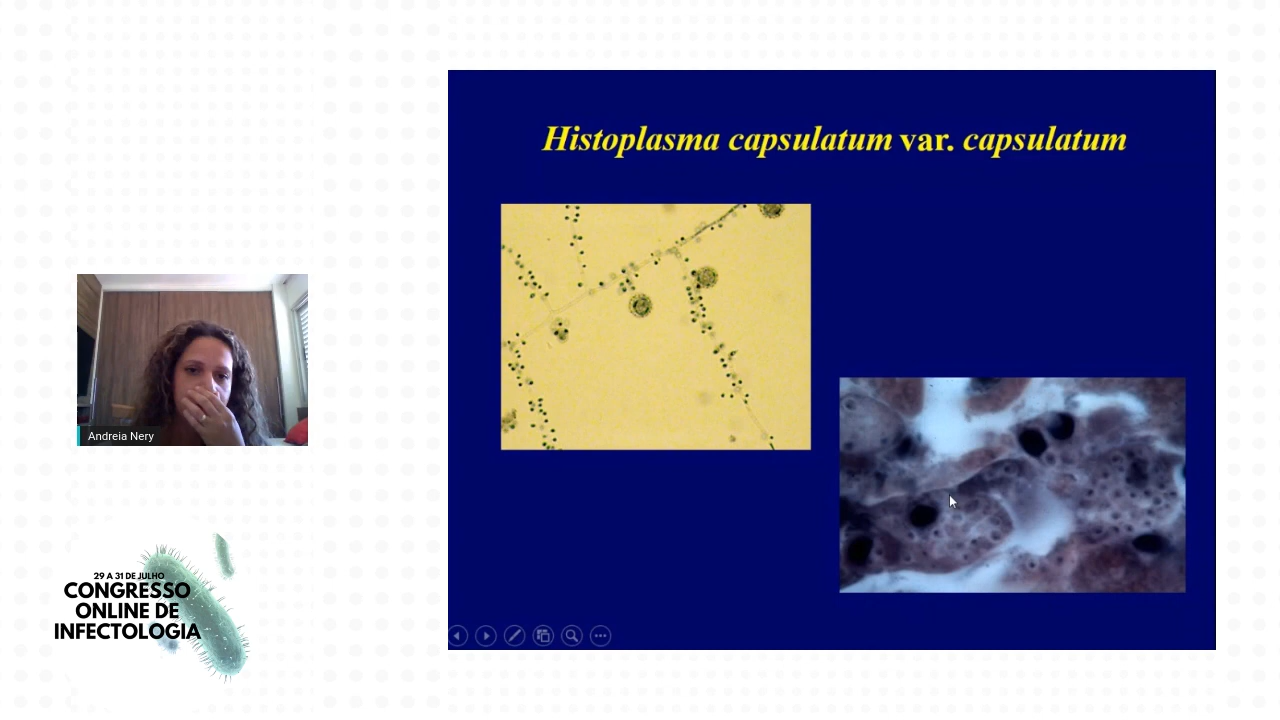 Histoplasma capsulatum var. capsulatum
Andreia Nery
29 A 31 DE JULHO
CONGRESSO
ONLINE DE
INFECTOLOGIA